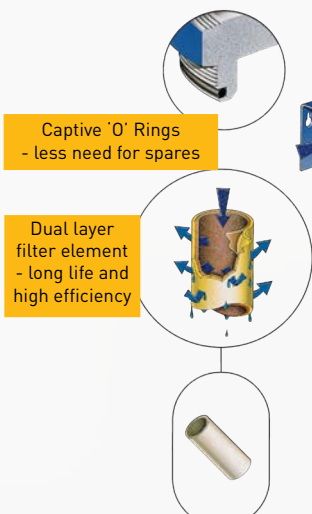 Captive ‘O’ Rings
- less need for spares
Dual layer
filter element
- long life and
high efficiency